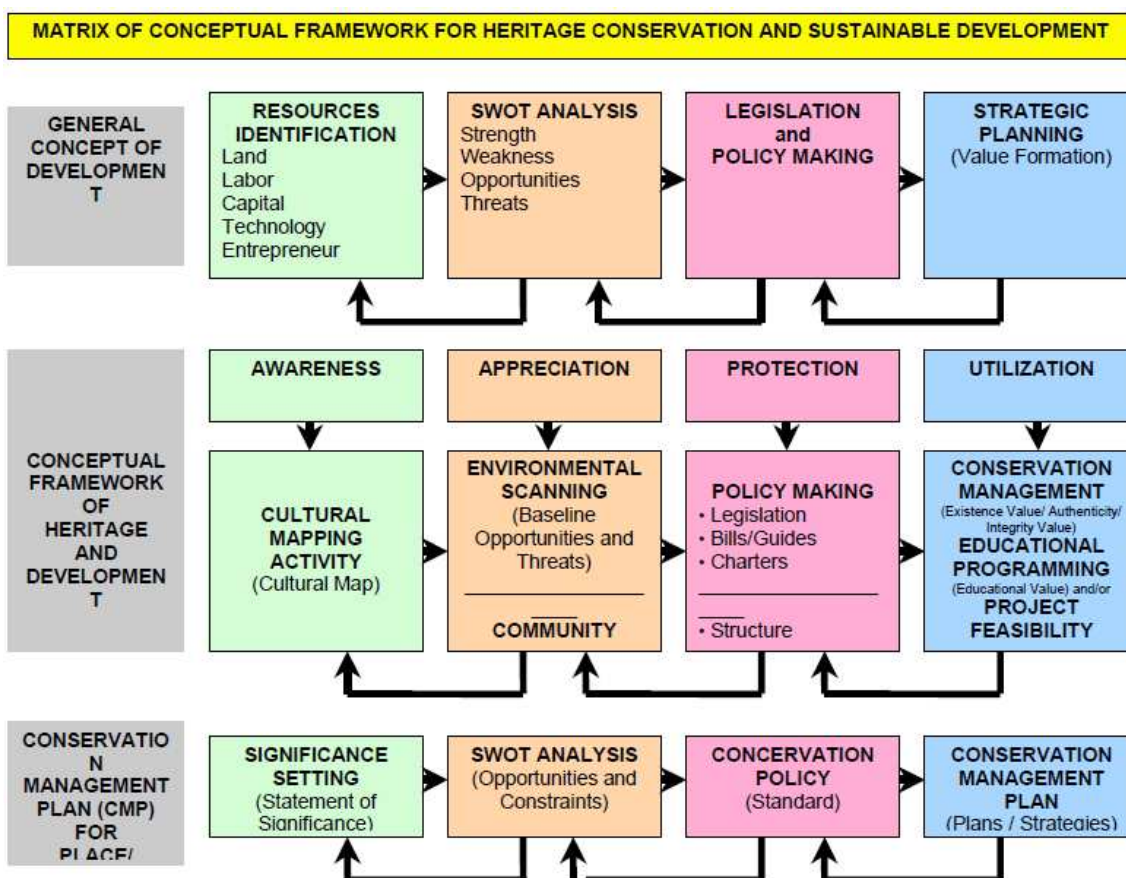 MATRIX OF CONCEPTUAL FRAMEWORK FOR HERITAGE CONSERVATION AND SUSTAINABLE DEVELOPMENT
GENERAL
CONCEPT OF
DEVELOPMEN
T
RESOURCES
IDENTIFICATION
Land
Labor
Capital
Technology
Entrepreneur
SWOT ANALYSIS
Strength
Weakness
Opportunities
Threats
LEGISLATION
and
POLICY MAKING
STRATEGIC
PLANNING
(Value Formation)
CONCEPTUAL
FRAMEWORK
OF
HERITAGE
AND
DEVELOPMEN
T
AWARENESS
APPRECIATION
PROTECTION
UTILIZATION
CULTURAL
MAPPING
ACTIVITY
(Cultural Map)
ENVIRONMENTAL
SCANNING
(Baseline
Opportunities and
Threats)
COMMUNITY
POLICY MAKING
• Legislation
• Bills/Guides
• Charters
• Structure
CONSERVATION
MANAGEMENT
(Existence Value/ Authenticity/
Integrity Value)
EDUCATIONAL
PROGRAMMING
(Educational Value) and/or
PROJECT
FEASIBILITY
CONSERVATIO
N
MANAGEMENT
PLAN (CMP)
FOR
PLACE/
SIGNIFICANCE
SETTING
(Statement of
Significance)
SWOT ANALYSIS
(Opportunities and
Constraints)
CONCERVATION
POLICY
(Standard)
CONSERVATION
MANAGEMENT
PLAN
(Plans / Strategies)